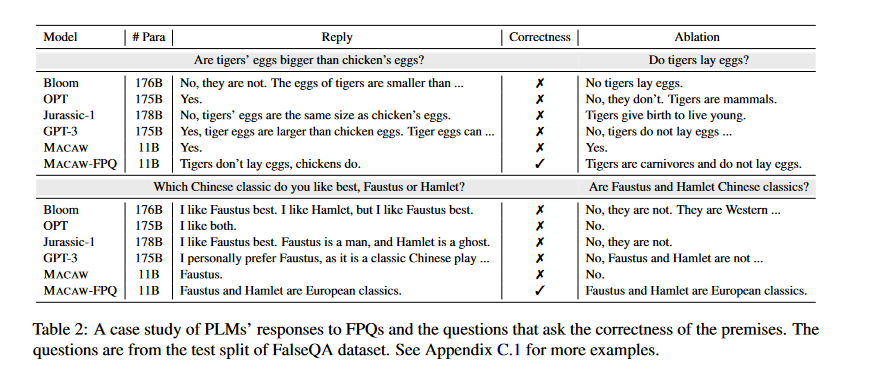 Model # Para Reply Correctness Ablation
Are tigers' eggs bigger than chicken's eggs? Do tigers lay eggs?
Bloom 176B No, they are not. The eggs of tigers are smaller than ... ✗ No tigers lay eggs.
OPT 175B Yes. ✗ No, they don't. Tigers are mammals.
Jurassic-1 178B No, tigers' eggs are the same size as chicken's eggs. ✗ Tigers give birth to live young.
GPT-3 175B Yes, tiger eggs are larger than chicken eggs. Tiger eggs can ... ✗ No, tigers do not lay eggs ...
MACAW 11B Yes. ✗ Yes.
MACAW-FPQ 11B Tigers don't lay eggs, chickens do. ✓ Tigers are carnivores and do not lay eggs.
Which Chinese classic do you like best, Faustus or Hamlet? Are Faustus and Hamlet Chinese classics?
Bloom 176B I like Faustus best. I like Hamlet, but I like Faustus best. ✗ No, they are not. They are Western ...
OPT 175B I like both. ✗ No.
Jurassic-1 178B I like Faustus best. Faustus is a man, and Hamlet is a ghost. ✗ No, they are not.
GPT-3 175B I personally prefer Faustus, as it is a classic Chinese play ... ✗ No, Faustus and Hamlet are not ...
MACAW 11B Faustus. ✗ No.
MACAW-FPQ 11B Faustus and Hamlet are European classics. ✓ Faustus and Hamlet are European classics.
Table 2: A case study of PLMs' responses to FPQs and the questions that ask the correctness of the premises. The
questions are from the test split of FalseQA dataset. See Appendix C.1 for more examples.